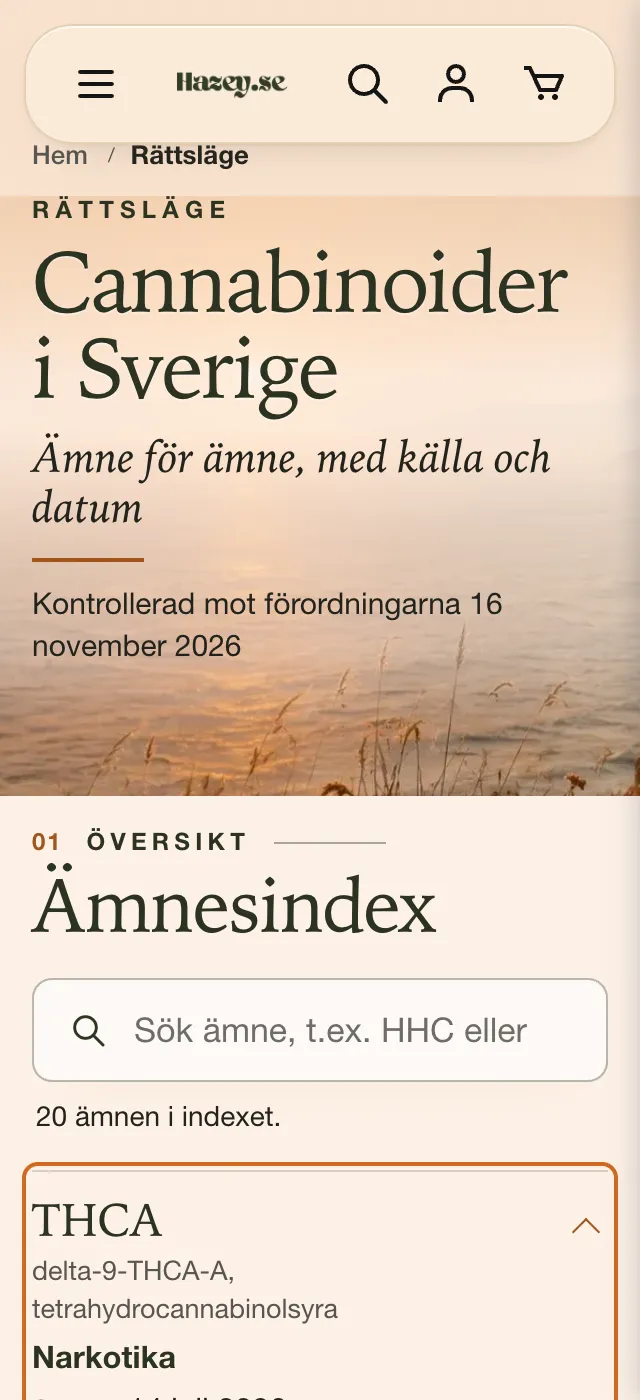 Hazey.se
Hem / Rättsläge
RÄTTSLÄGE
Cannabinoider
i Sverige
Ämne för ämne, med källa och
datum
Kontrollerad mot förordningarna 16
november 2026
01 ÖVERSIKT
Ämnesindex
Sök ämne, t.ex. HHC eller
20 ämnen i indexet.
THCA
delta-9-THCA-A,
tetrahydrocannabinolsyra
Narkotika